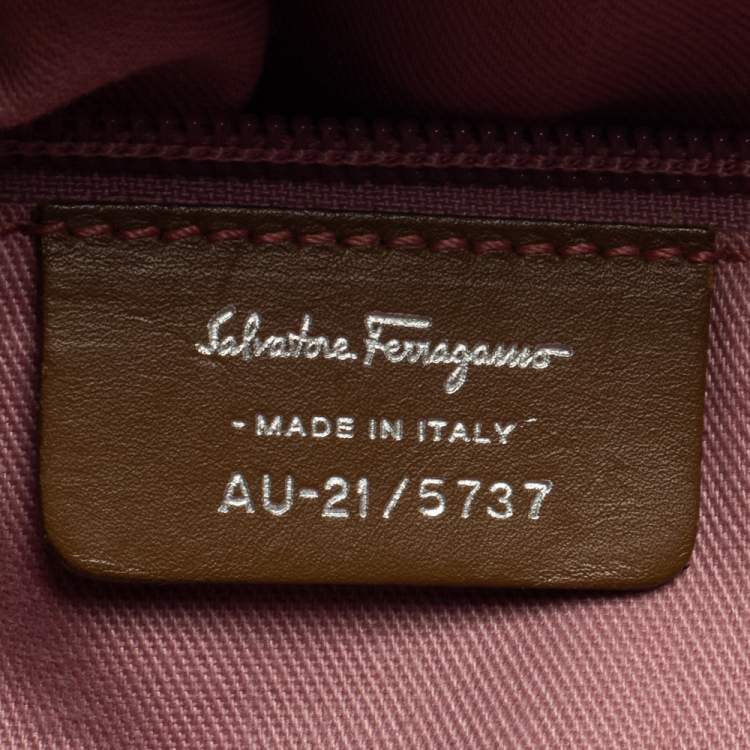 Salvatore Ferragamo
- MADE IN ITALY -
AU-21/5737